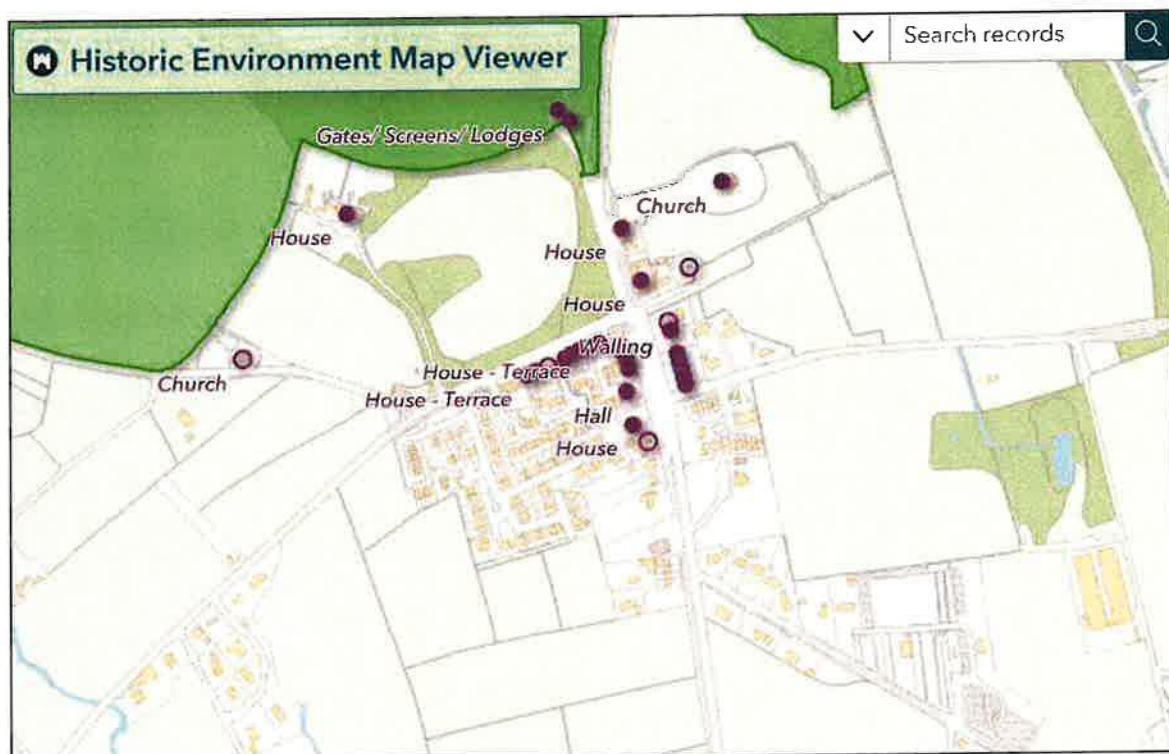 Historic Environment Map Viewer
Search records
Gates/ Screens/ Lodges
Church
House
House
House
Walling
House - Terrace
Church
House - Terrace
Hall
House